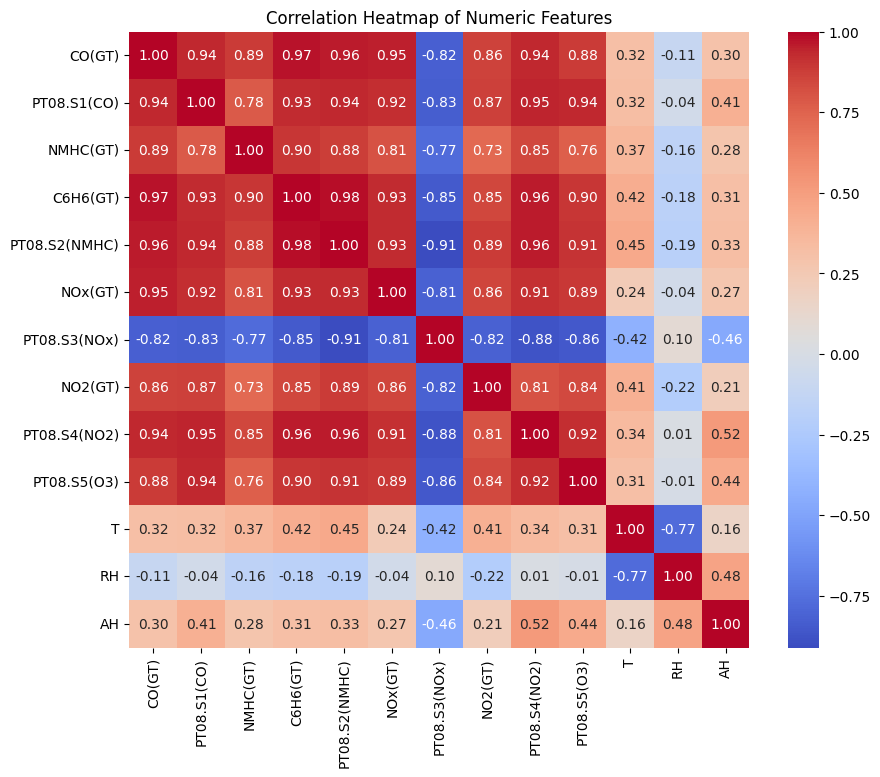 Correlation Heatmap of Numeric Features
CO(GT) 1.00 0.94 0.89 0.97 0.96 0.95 -0.82 0.86 0.94 0.88 0.32 -0.11 0.30
PT08.S1(CO) 0.94 1.00 0.78 0.93 0.94 0.92 -0.83 0.87 0.95 0.94 0.32 -0.04 0.41
NMHC(GT) 0.89 0.78 1.00 0.90 0.88 0.81 -0.77 0.73 0.85 0.76 0.37 -0.16 0.28
C6H6(GT) 0.97 0.93 0.90 1.00 0.98 0.93 -0.85 0.85 0.96 0.90 0.42 -0.18 0.31
PT08.S2(NMHC) 0.96 0.94 0.88 0.98 1.00 0.93 -0.91 0.89 0.96 0.91 0.45 -0.19 0.33
NOx(GT) 0.95 0.92 0.81 0.93 0.93 1.00 -0.81 0.86 0.91 0.89 0.24 -0.04 0.27
PT08.S3(NOx) -0.82 -0.83 -0.77 -0.85 -0.91 -0.81 1.00 -0.82 -0.88 -0.86 -0.42 0.10 -0.46
NO2(GT) 0.86 0.87 0.73 0.85 0.89 0.86 -0.82 1.00 0.81 0.84 0.41 -0.22 0.21
PT08.S4(NO2) 0.94 0.95 0.85 0.96 0.96 0.91 -0.88 0.81 1.00 0.92 0.34 0.01 0.52
PT08.S5(O3) 0.88 0.94 0.76 0.90 0.91 0.89 -0.86 0.84 0.92 1.00 0.31 -0.01 0.44
T 0.32 0.32 0.37 0.42 0.45 0.24 -0.42 0.41 0.34 0.31 1.00 -0.77 0.16
RH -0.11 -0.04 -0.16 -0.18 -0.19 -0.04 0.10 -0.22 0.01 -0.01 -0.77 1.00 0.48
AH 0.30 0.41 0.28 0.31 0.33 0.27 -0.46 0.21 0.52 0.44 0.16 0.48 1.00
CO(GT) PT08.S1(CO) NMHC(GT) C6H6(GT) PT08.S2(NMHC) NOx(GT) PT08.S3(NOx) NO2(GT) PT08.S4(NO2) PT08.S5(O3) T RH AH
1.00
0.75
0.50
0.25
0.00
−0.25
−0.50
−0.75